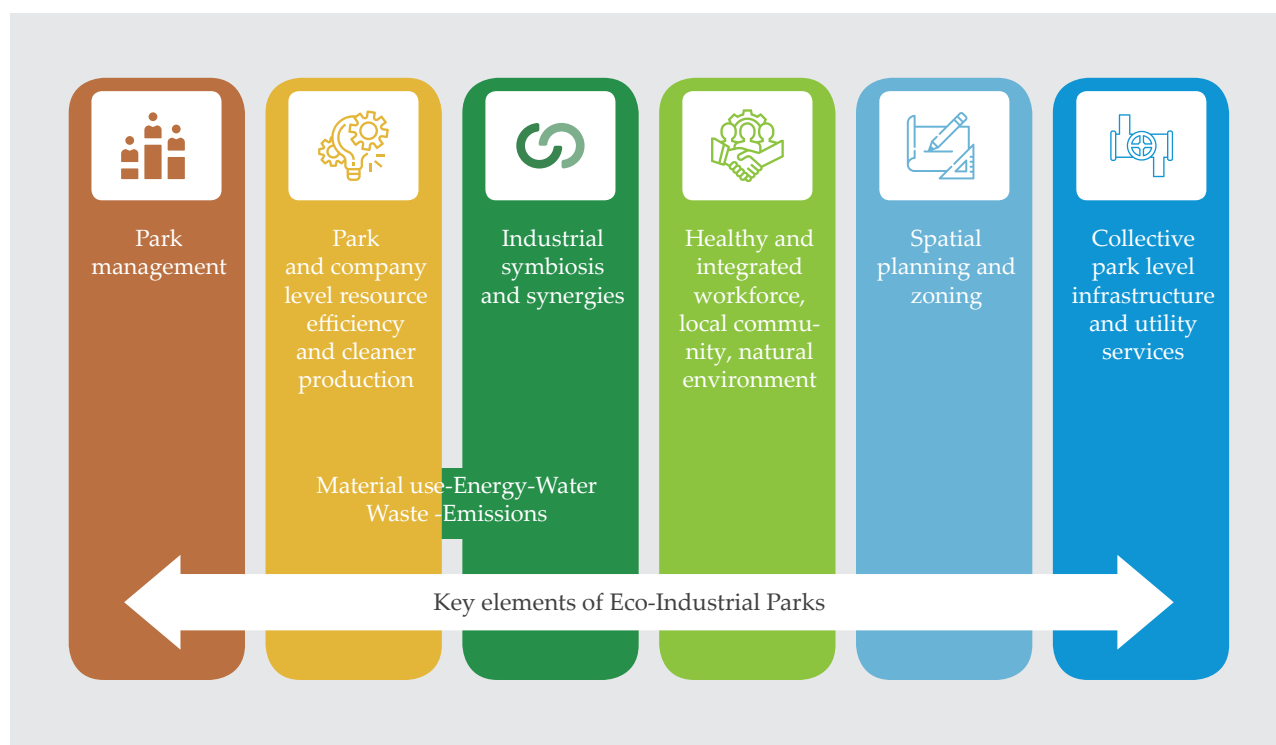 Park
management
Park
and company
level resource
efficiency
and cleaner
production
Industrial
symbiosis
and synergies
Healthy and
integrated
workforce,
local commu-
nity, natural
environment
Spatial
planning and
zoning
Collective
park level
infrastructure
and utility
services
Material use-Energy-Water
Waste -Emissions
Key elements of Eco-Industrial Parks